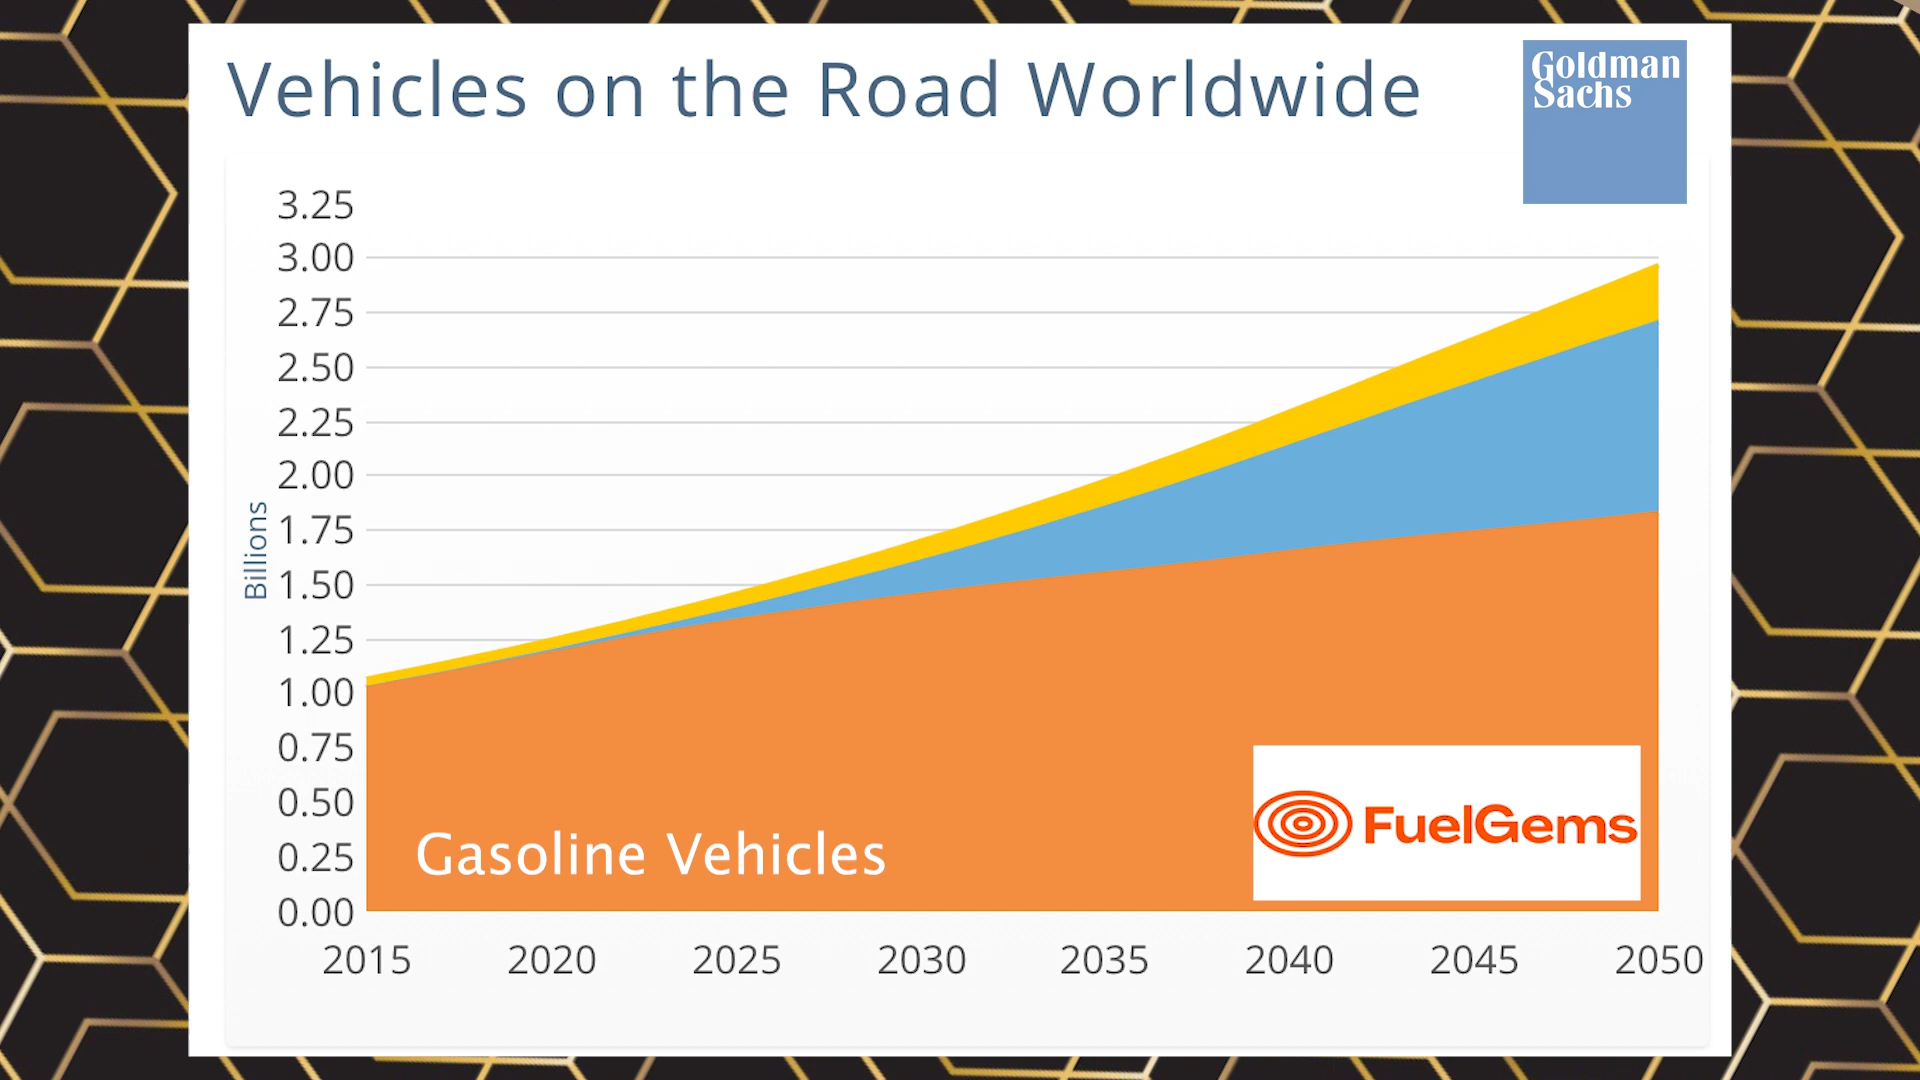 Vehicles on the Road Worldwide
Goldman
Sachs
3.25
3.00
2.75
2.50
2.25
2.00
1.75
1.50
1.25
1.00
0.75
0.50
0.25
0.00
Billions
Gasoline Vehicles
FuelGems
2015 2020 2025 2030 2035 2040 2045 2050